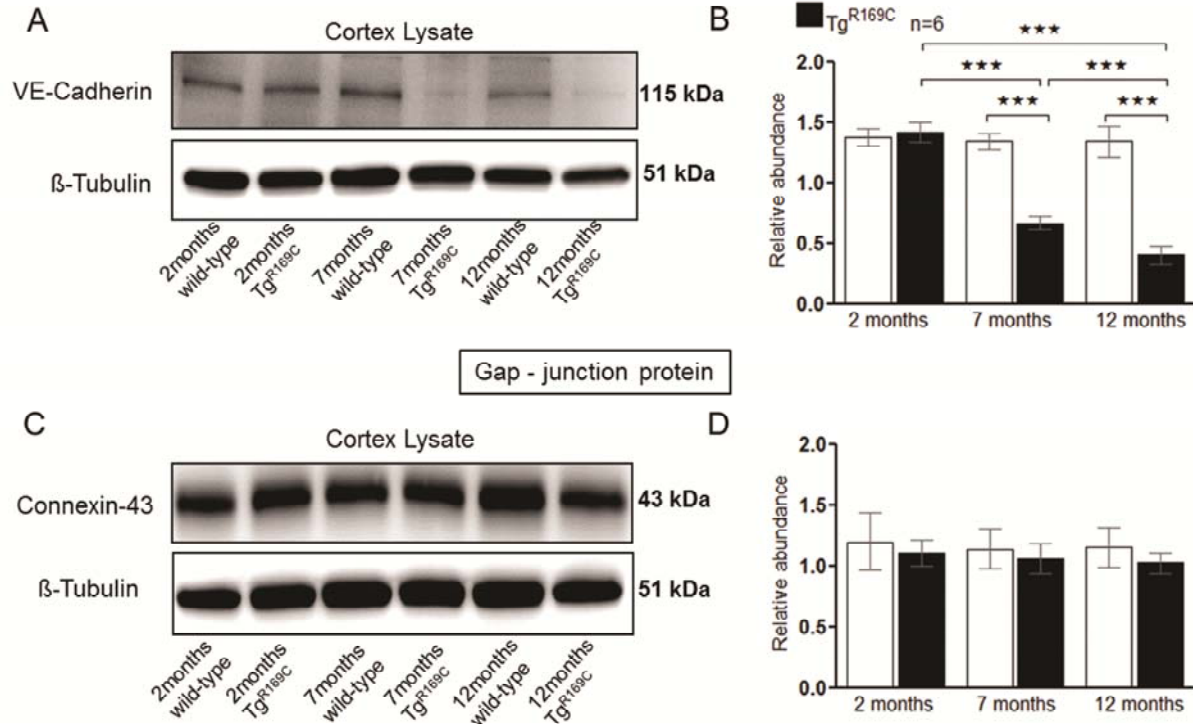 A
Cortex Lysate
VE-Cadherin
115 kDa
ß-Tubulin
51 kDa
2months wild-type
2months TgR169C
7months wild-type
7months TgR169C
12months wild-type
12months TgR169C
B
TgR169C n=6
★★★
★★★ ★★★
★★★ ★★★
Relative abundance
2.0
1.5
1.0
0.5
0.0
2 months 7 months 12 months
Gap - junction protein
C
Cortex Lysate
Connexin-43
43 kDa
ß-Tubulin
51 kDa
2months wild-type
2months TgR169C
7months wild-type
7months TgR169C
12months wild-type
12months TgR169C
D
Relative abundance
2.0
1.5
1.0
0.5
0.0
2 months 7 months 12 months